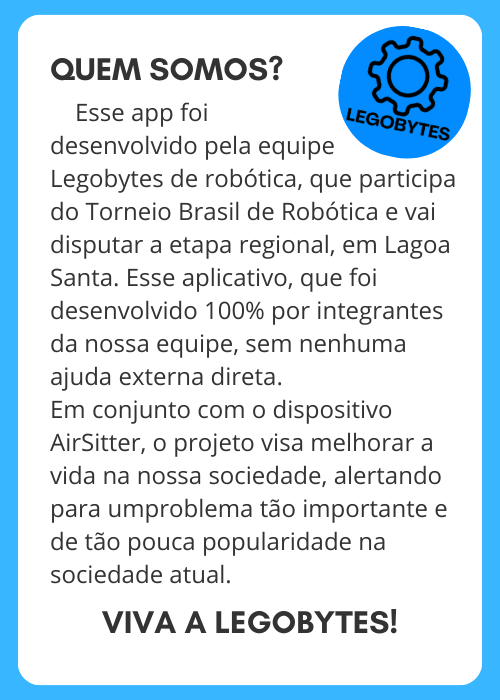 QUEM SOMOS?
LEGOBYTES
Esse app foi
desenvolvido pela equipe
Legobytes de robótica, que participa
do Torneio Brasil de Robótica e vai
disputar a etapa regional, em Lagoa
Santa. Esse aplicativo, que foi
desenvolvido 100% por integrantes
da nossa equipe, sem nenhuma
ajuda externa direta.
Em conjunto com o dispositivo
AirSitter, o projeto visa melhorar a
vida na nossa sociedade, alertando
para umproblema tão importante e
de tão pouca popularidade na
sociedade atual.
VIVA A LEGOBYTES!